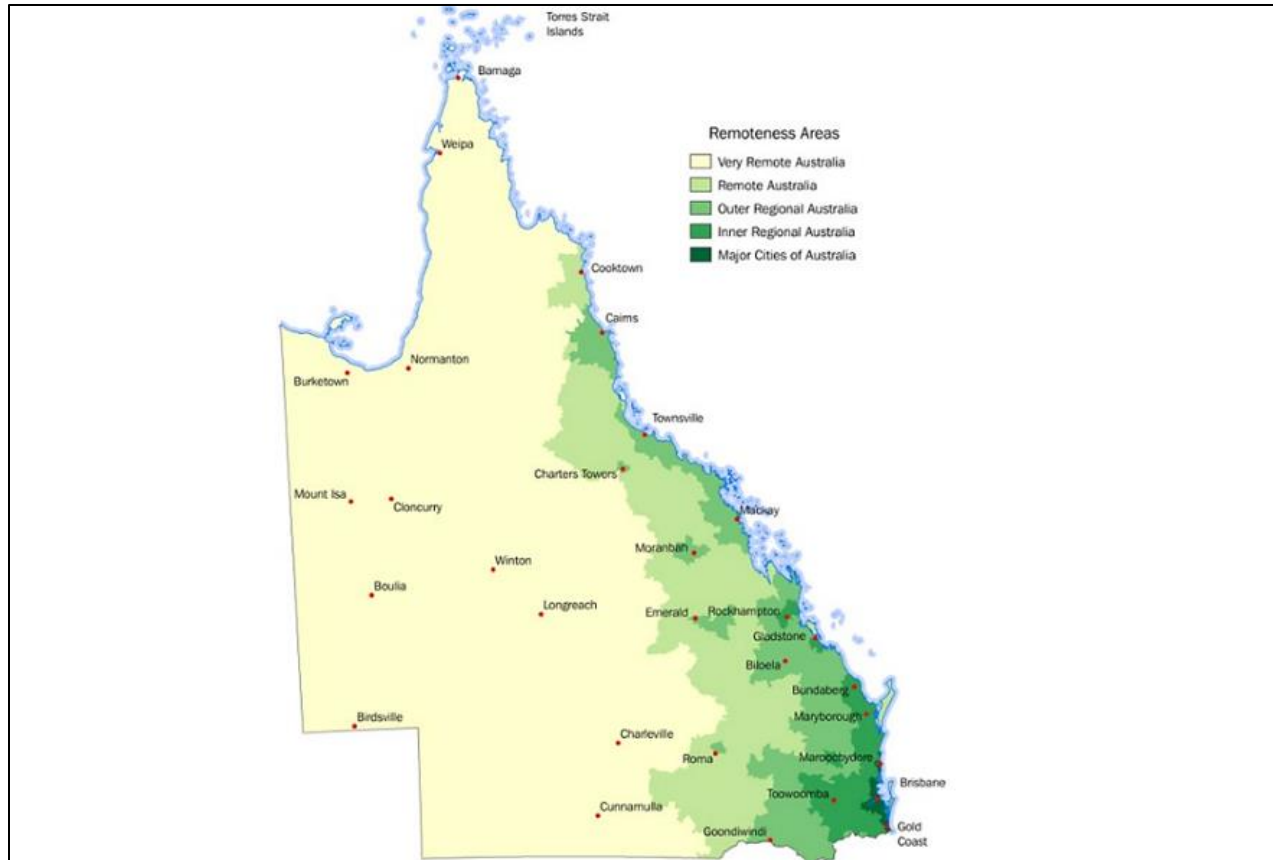 Torres Strait
Islands
Bamaga
Remoteness Areas
Weipa
Very Remote Australia
Remote Australia
Outer Regional Australia
Inner Regional Australia
Major Cities of Australia
Cooktown
Cairns
Normanton
Burketown
Townsville
Charters Towers
Mount Isa
Cloncurry
Mackay
Moranbah
Winton
Boulia
Longreach
Emerald
Rockhampton
Gladstone
Biloela
Bundaberg
Maryborough
Birdsville
Charleville
Roma
Maroochydore
Brisbane
Toowoomba
Cunnamulla
Goondiwindi
Gold
Coast